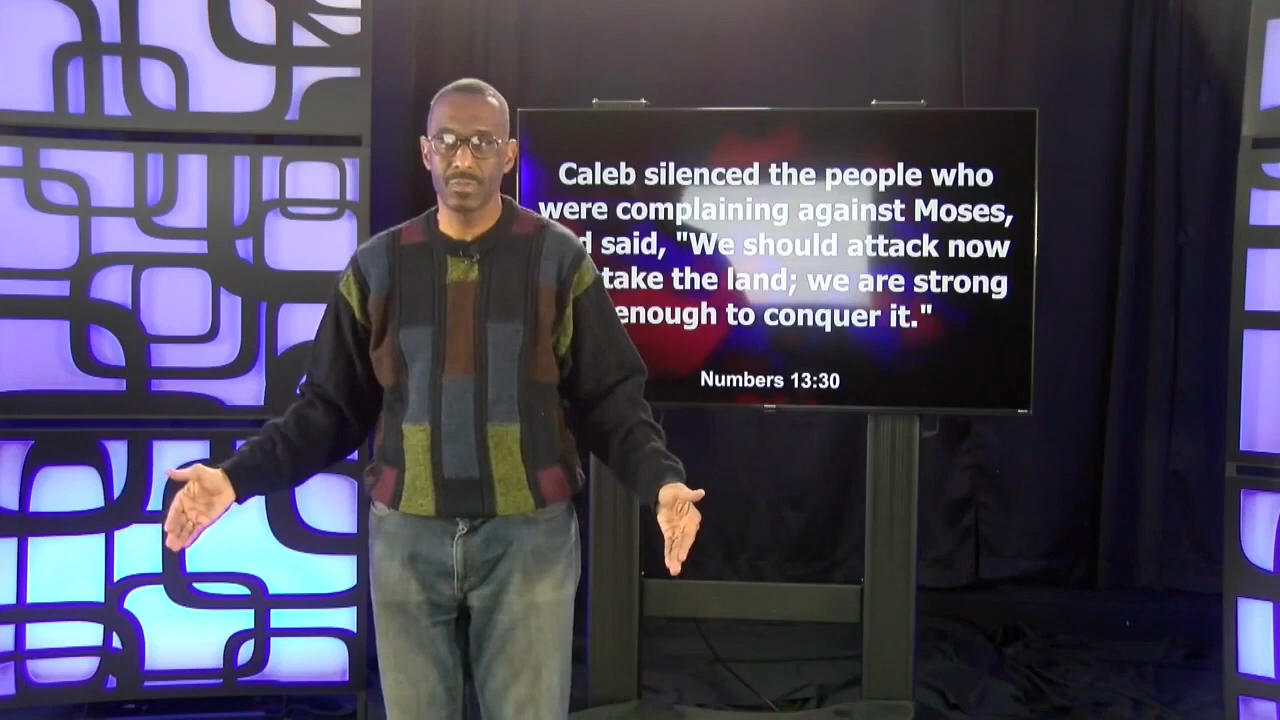 Caleb silenced the people who
were complaining against Moses,
d said, "We should attack now
take the land; we are strong
enough to conquer it."
Numbers 13:30